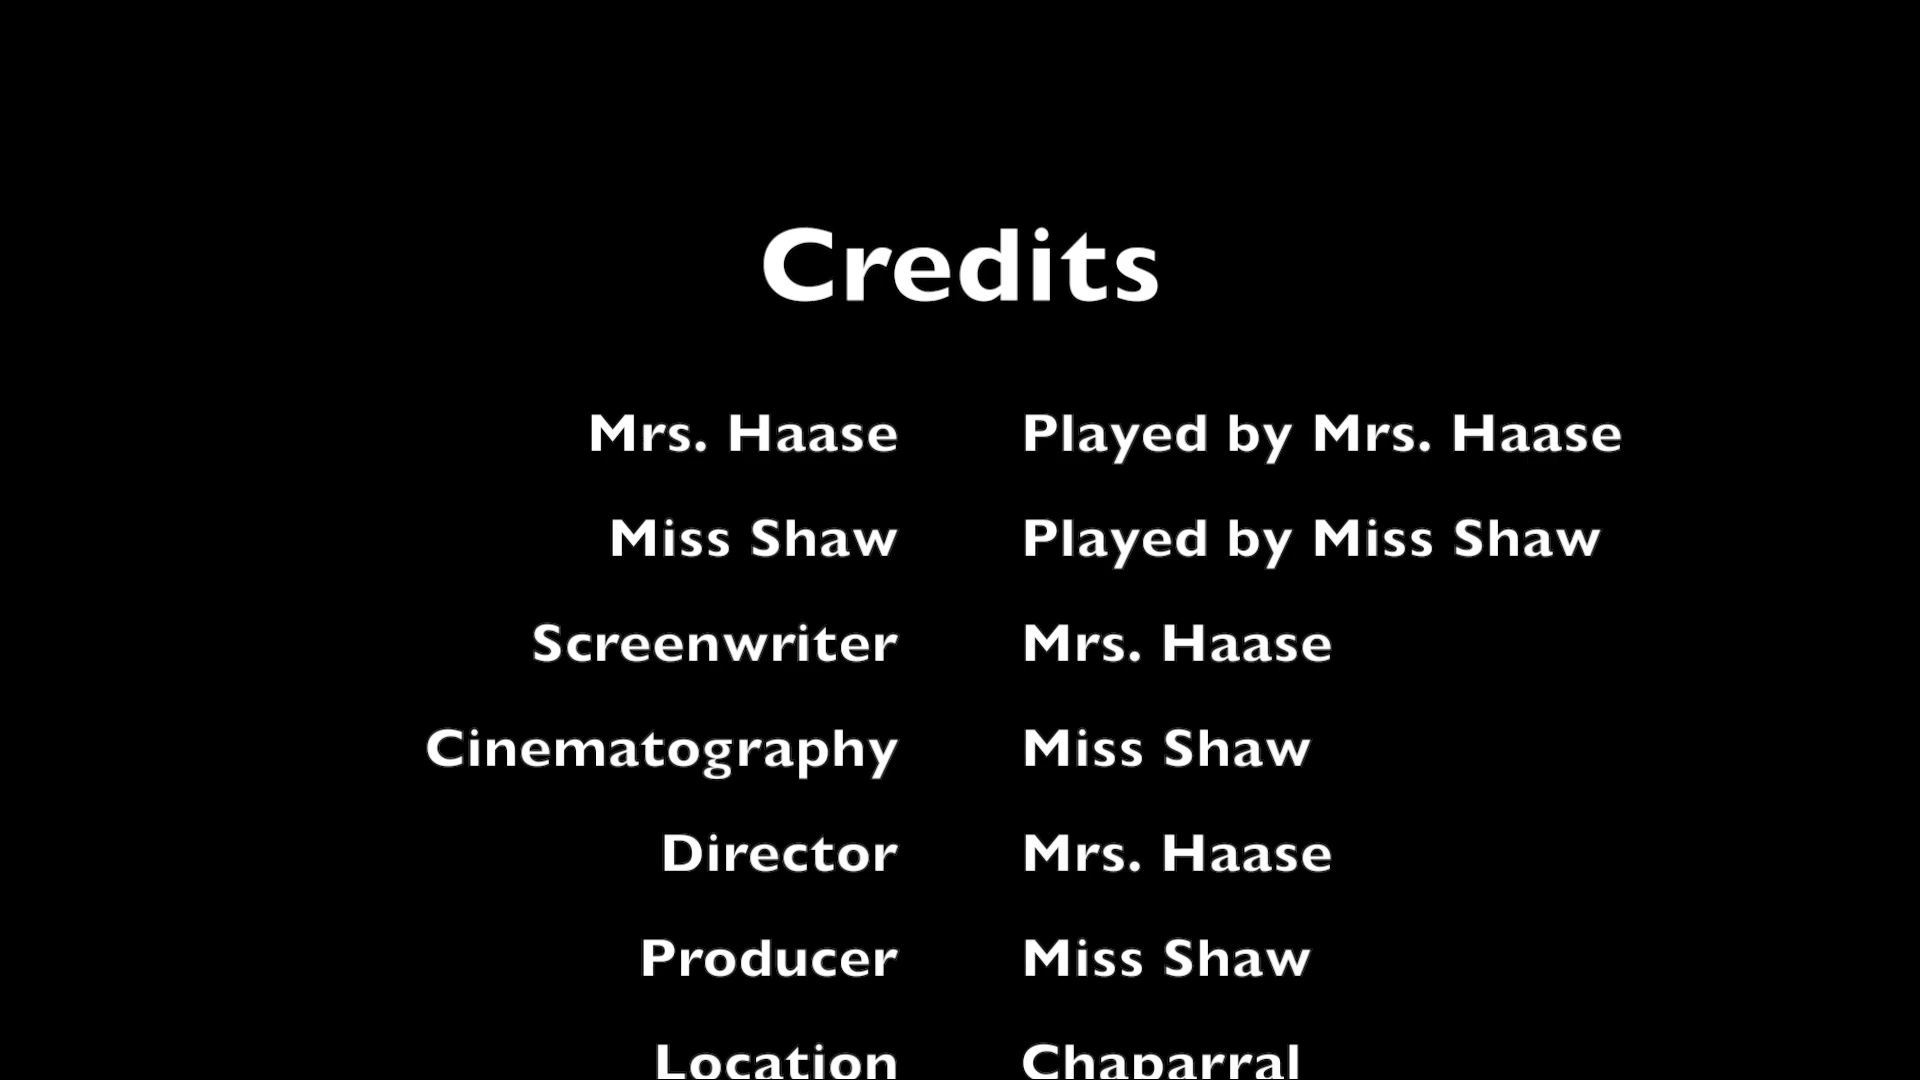 Credits
Mrs. Haase Played by Mrs. Haase
Miss Shaw Played by Miss Shaw
Screenwriter Mrs. Haase
Cinematography Miss Shaw
Director Mrs. Haase
Producer Miss Shaw
Location Chaparral